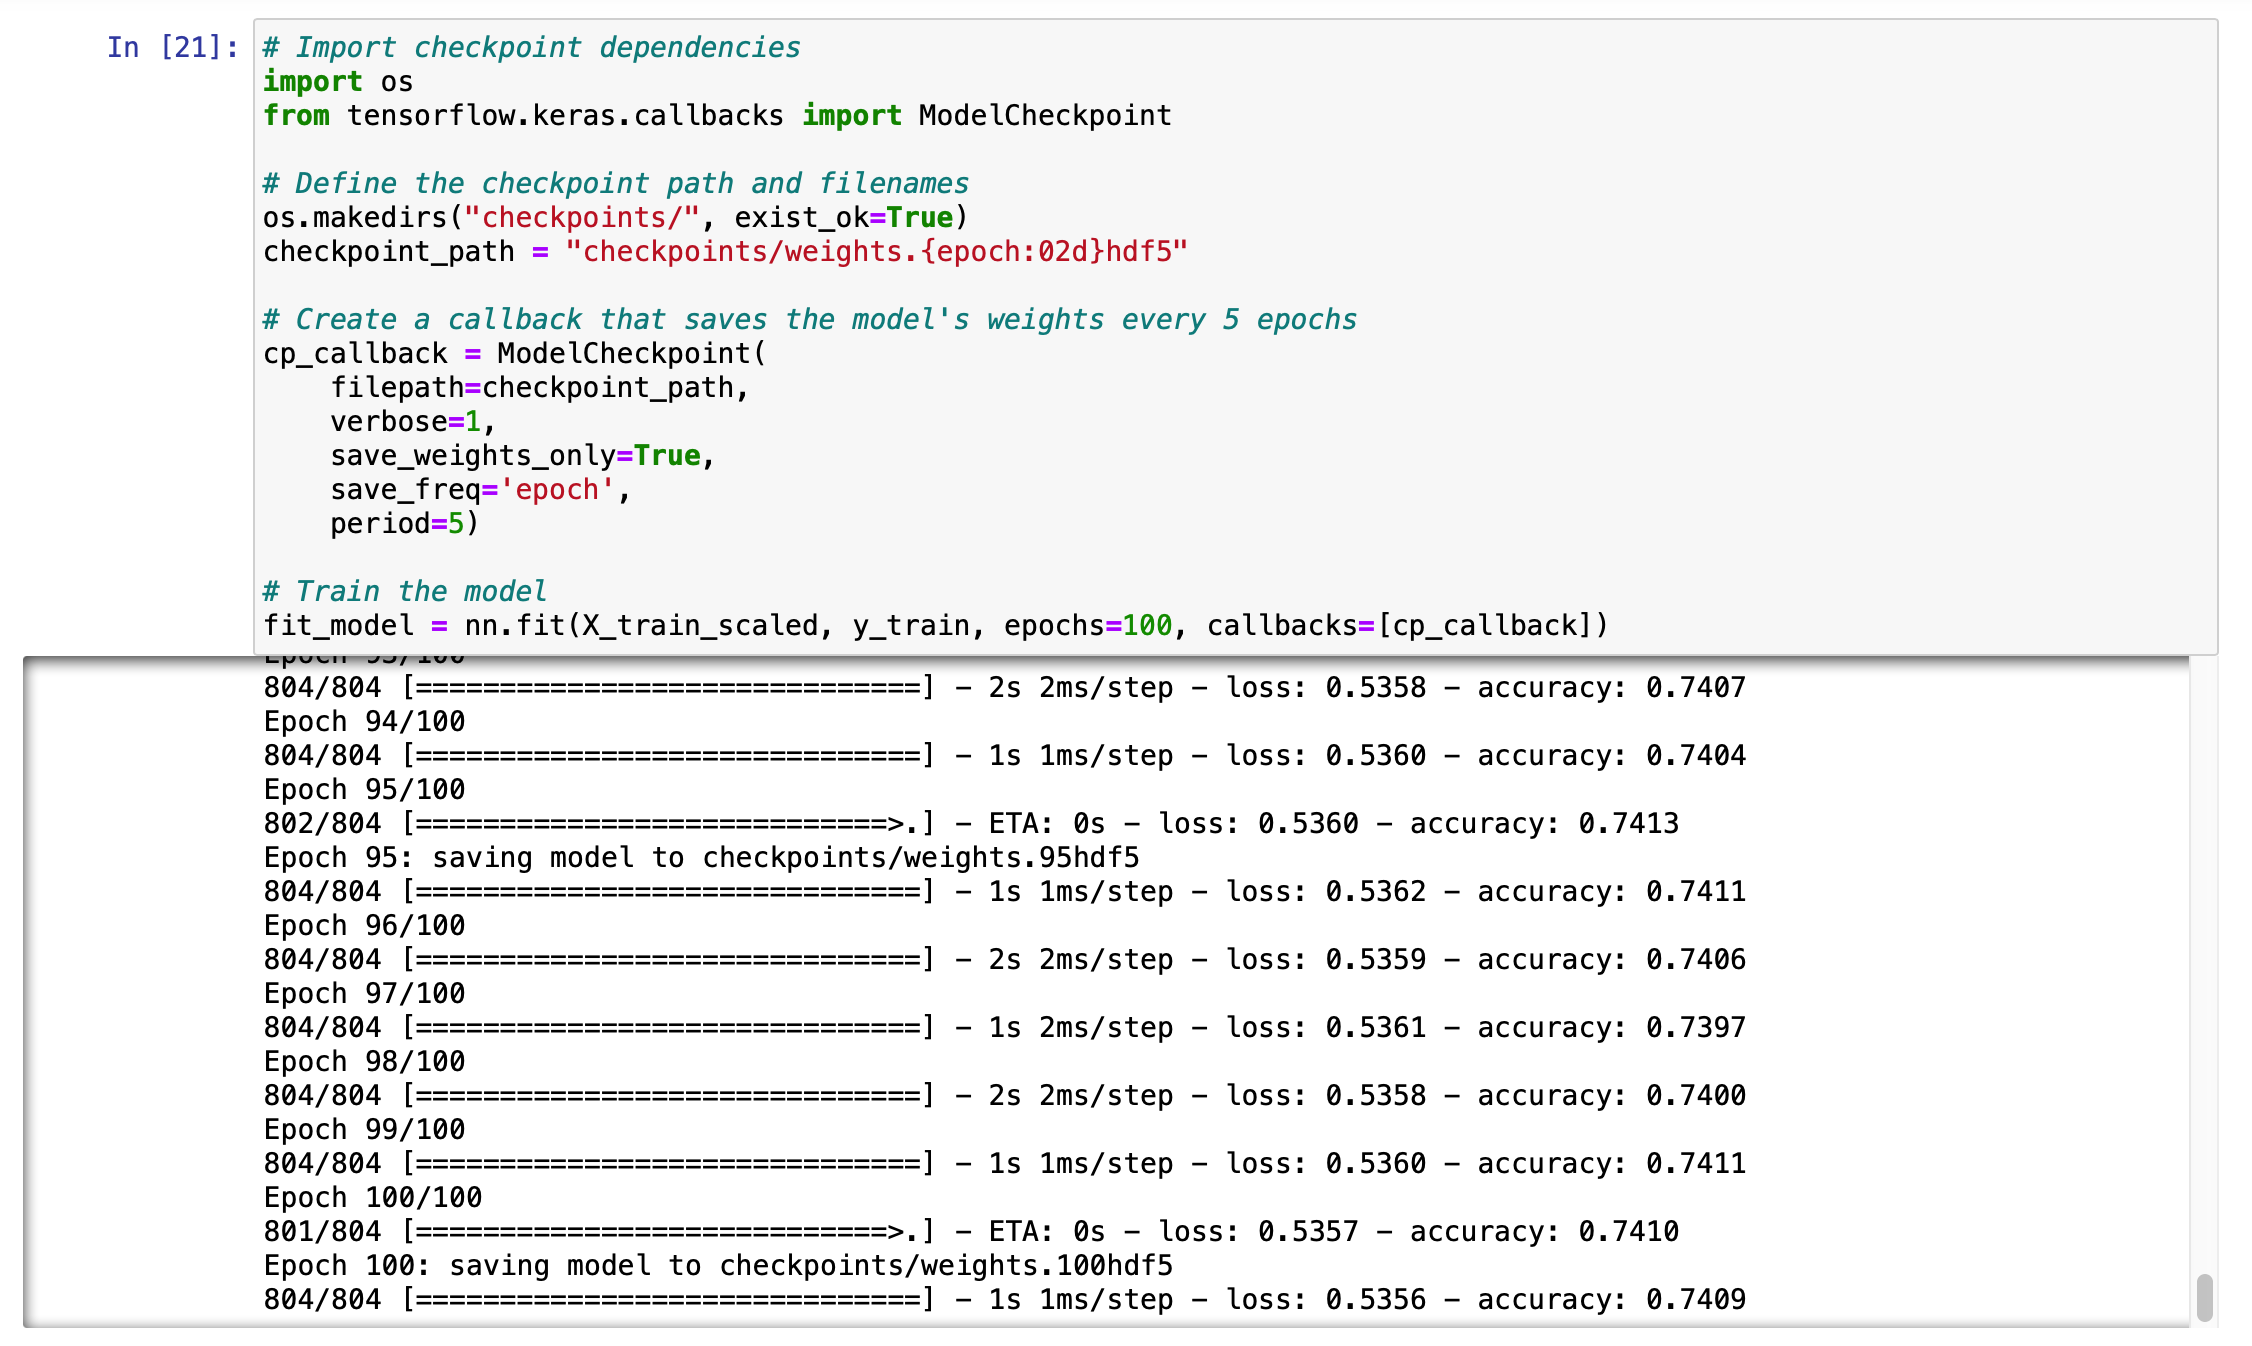 In [21]: # Import checkpoint dependencies
import os
from tensorflow.keras.callbacks import ModelCheckpoint

# Define the checkpoint path and filenames
os.makedirs("checkpoints/", exist_ok=True)
checkpoint_path = "checkpoints/weights.{epoch:02d}hdf5"

# Create a callback that saves the model's weights every 5 epochs
cp_callback = ModelCheckpoint(
    filepath=checkpoint_path,
    verbose=1,
    save_weights_only=True,
    save_freq='epoch',
    period=5)

# Train the model
fit_model = nn.fit(X_train_scaled, y_train, epochs=100, callbacks=[cp_callback])
Epoch 93/100
804/804 [==============================] - 2s 2ms/step - loss: 0.5358 - accuracy: 0.7407
Epoch 94/100
804/804 [==============================] - 1s 1ms/step - loss: 0.5360 - accuracy: 0.7404
Epoch 95/100
802/804 [============================>.] - ETA: 0s - loss: 0.5360 - accuracy: 0.7413
Epoch 95: saving model to checkpoints/weights.95hdf5
804/804 [==============================] - 1s 1ms/step - loss: 0.5362 - accuracy: 0.7411
Epoch 96/100
804/804 [==============================] - 2s 2ms/step - loss: 0.5359 - accuracy: 0.7406
Epoch 97/100
804/804 [==============================] - 1s 2ms/step - loss: 0.5361 - accuracy: 0.7397
Epoch 98/100
804/804 [==============================] - 2s 2ms/step - loss: 0.5358 - accuracy: 0.7400
Epoch 99/100
804/804 [==============================] - 1s 1ms/step - loss: 0.5360 - accuracy: 0.7411
Epoch 100/100
801/804 [============================>.] - ETA: 0s - loss: 0.5357 - accuracy: 0.7410
Epoch 100: saving model to checkpoints/weights.100hdf5
804/804 [==============================] - 1s 1ms/step - loss: 0.5356 - accuracy: 0.7409